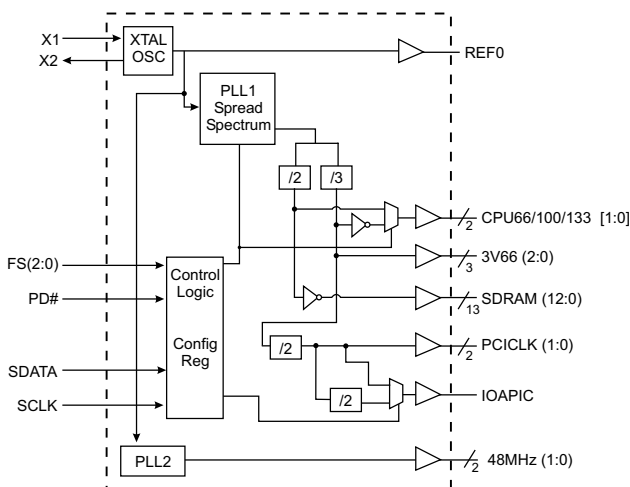 X1
X2
XTAL
OSC
REF0
PLL1
Spread
Spectrum
/2
/3
2
CPU66/100/133 [1:0]
FS(2:0)
Control
Logic
3
3V66 (2:0)
PD#
13
SDRAM (12:0)
Config
Reg
/2
2
PCICLK (1:0)
SDATA
/2
IOAPIC
SCLK
PLL2
2
48MHz (1:0)